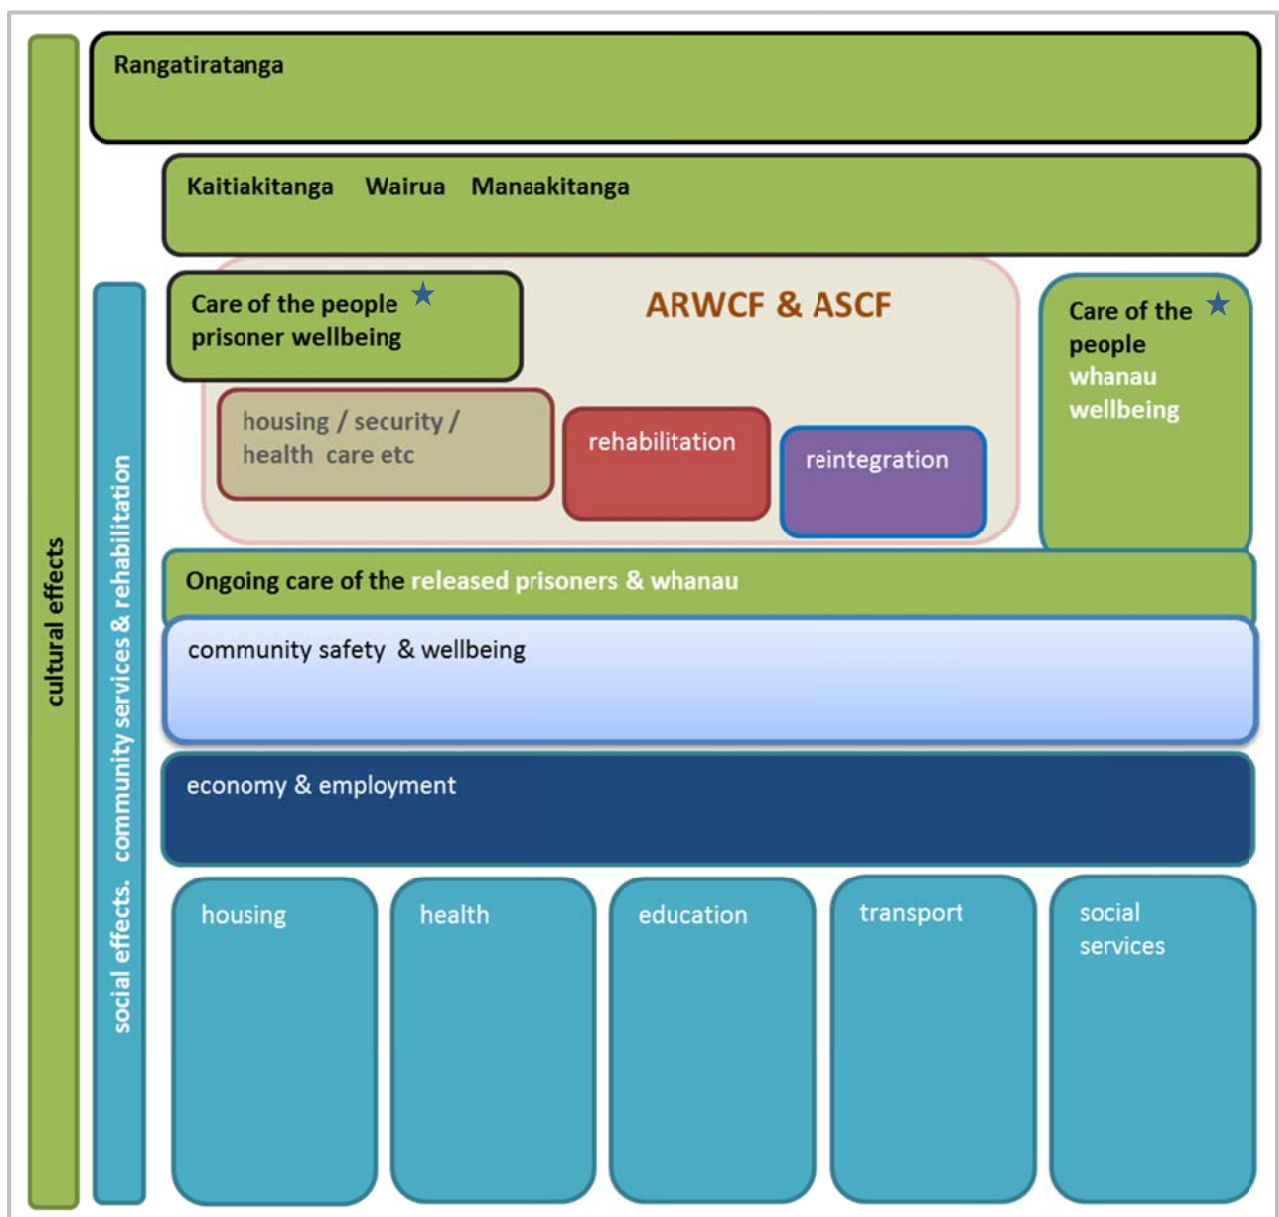 Rangatiratanga
Kaitiakitanga Wairua Manaakitanga
Care of the people
prisoner wellbeing
ARWCF & ASCF
Care of the
people
whanau
wellbeing
housing / security /
health care etc
rehabilitation
reintegration
Ongoing care of the released prisoners & whanau
community safety & wellbeing
economy & employment
housing
health
education
transport
social
services
cultural effects
social effects. community services & rehabilitation